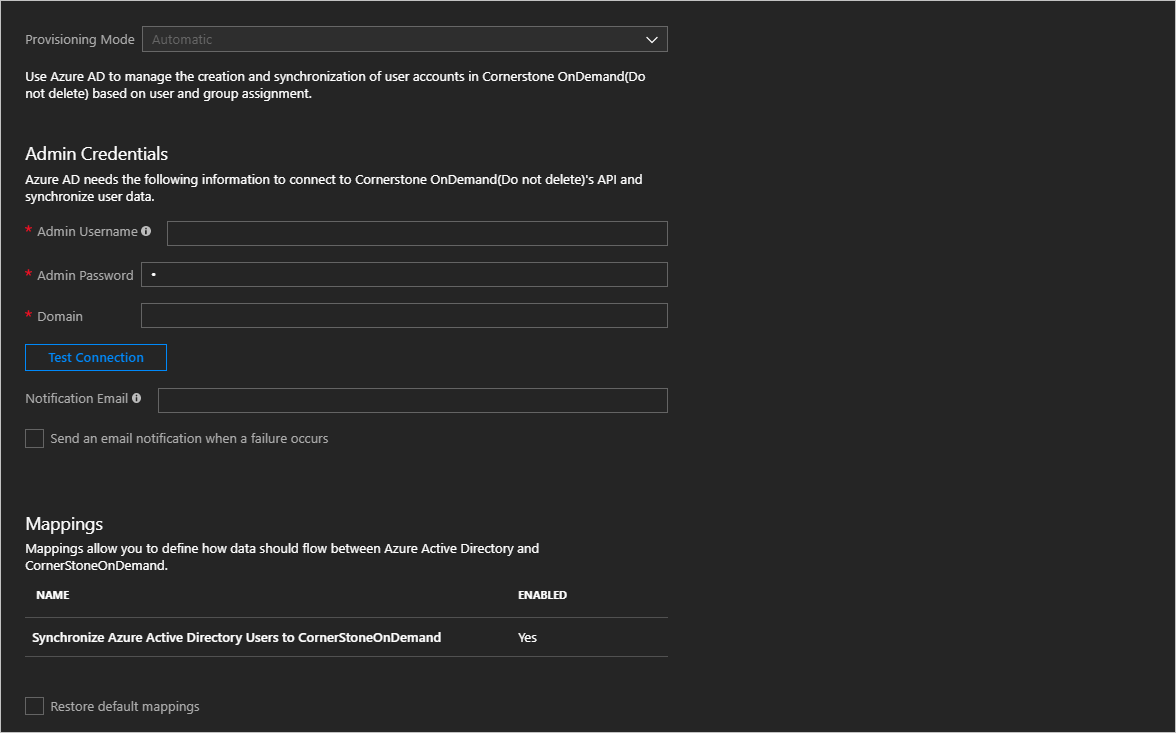 Provisioning Mode Automatic
Use Azure AD to manage the creation and synchronization of user accounts in Cornerstone OnDemand(Do
not delete) based on user and group assignment.
Admin Credentials
Azure AD needs the following information to connect to Cornerstone OnDemand(Do not delete)'s API and
synchronize user data.
* Admin Username
* Admin Password •
* Domain
Test Connection
Notification Email
Send an email notification when a failure occurs
Mappings
Mappings allow you to define how data should flow between Azure Active Directory and
CornerStoneOnDemand.
NAME ENABLED
Synchronize Azure Active Directory Users to CornerStoneOnDemand Yes
Restore default mappings